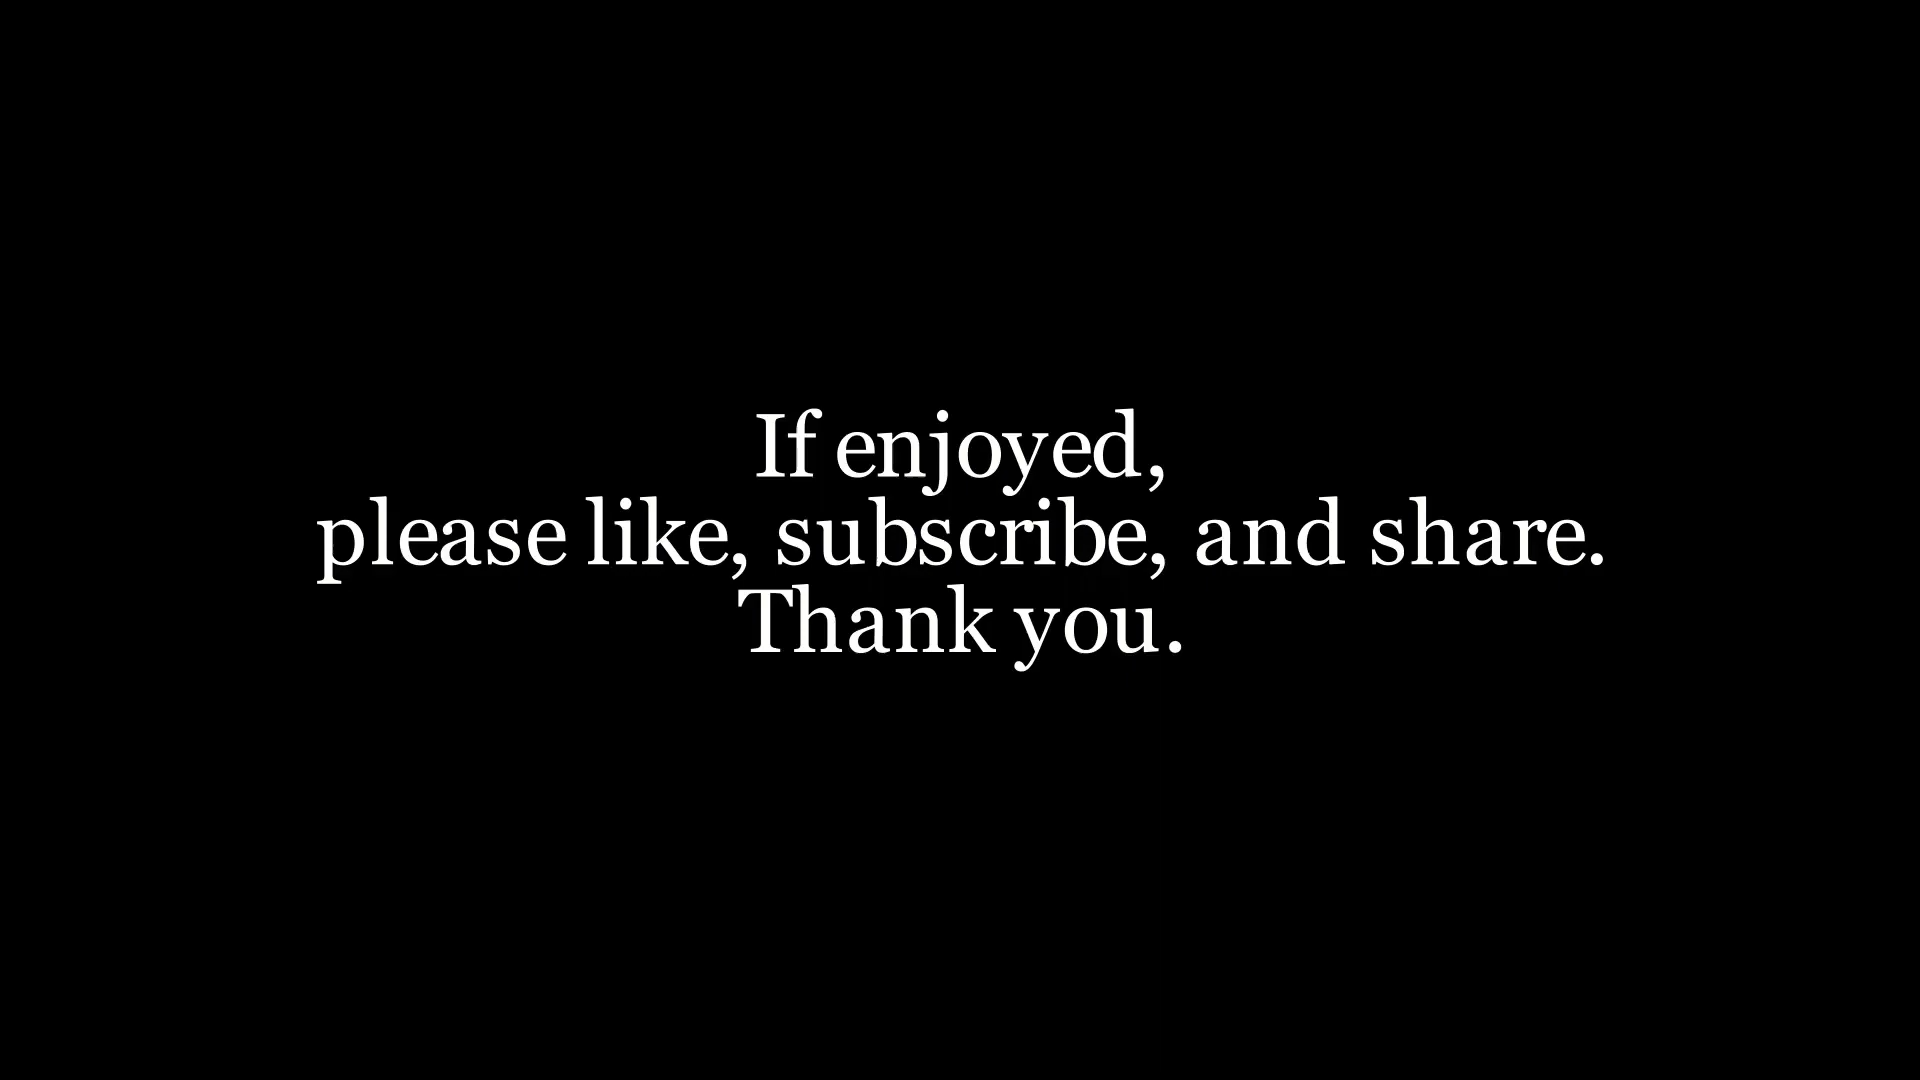 If enjoyed,
please like, subscribe, and share.
Thank you.